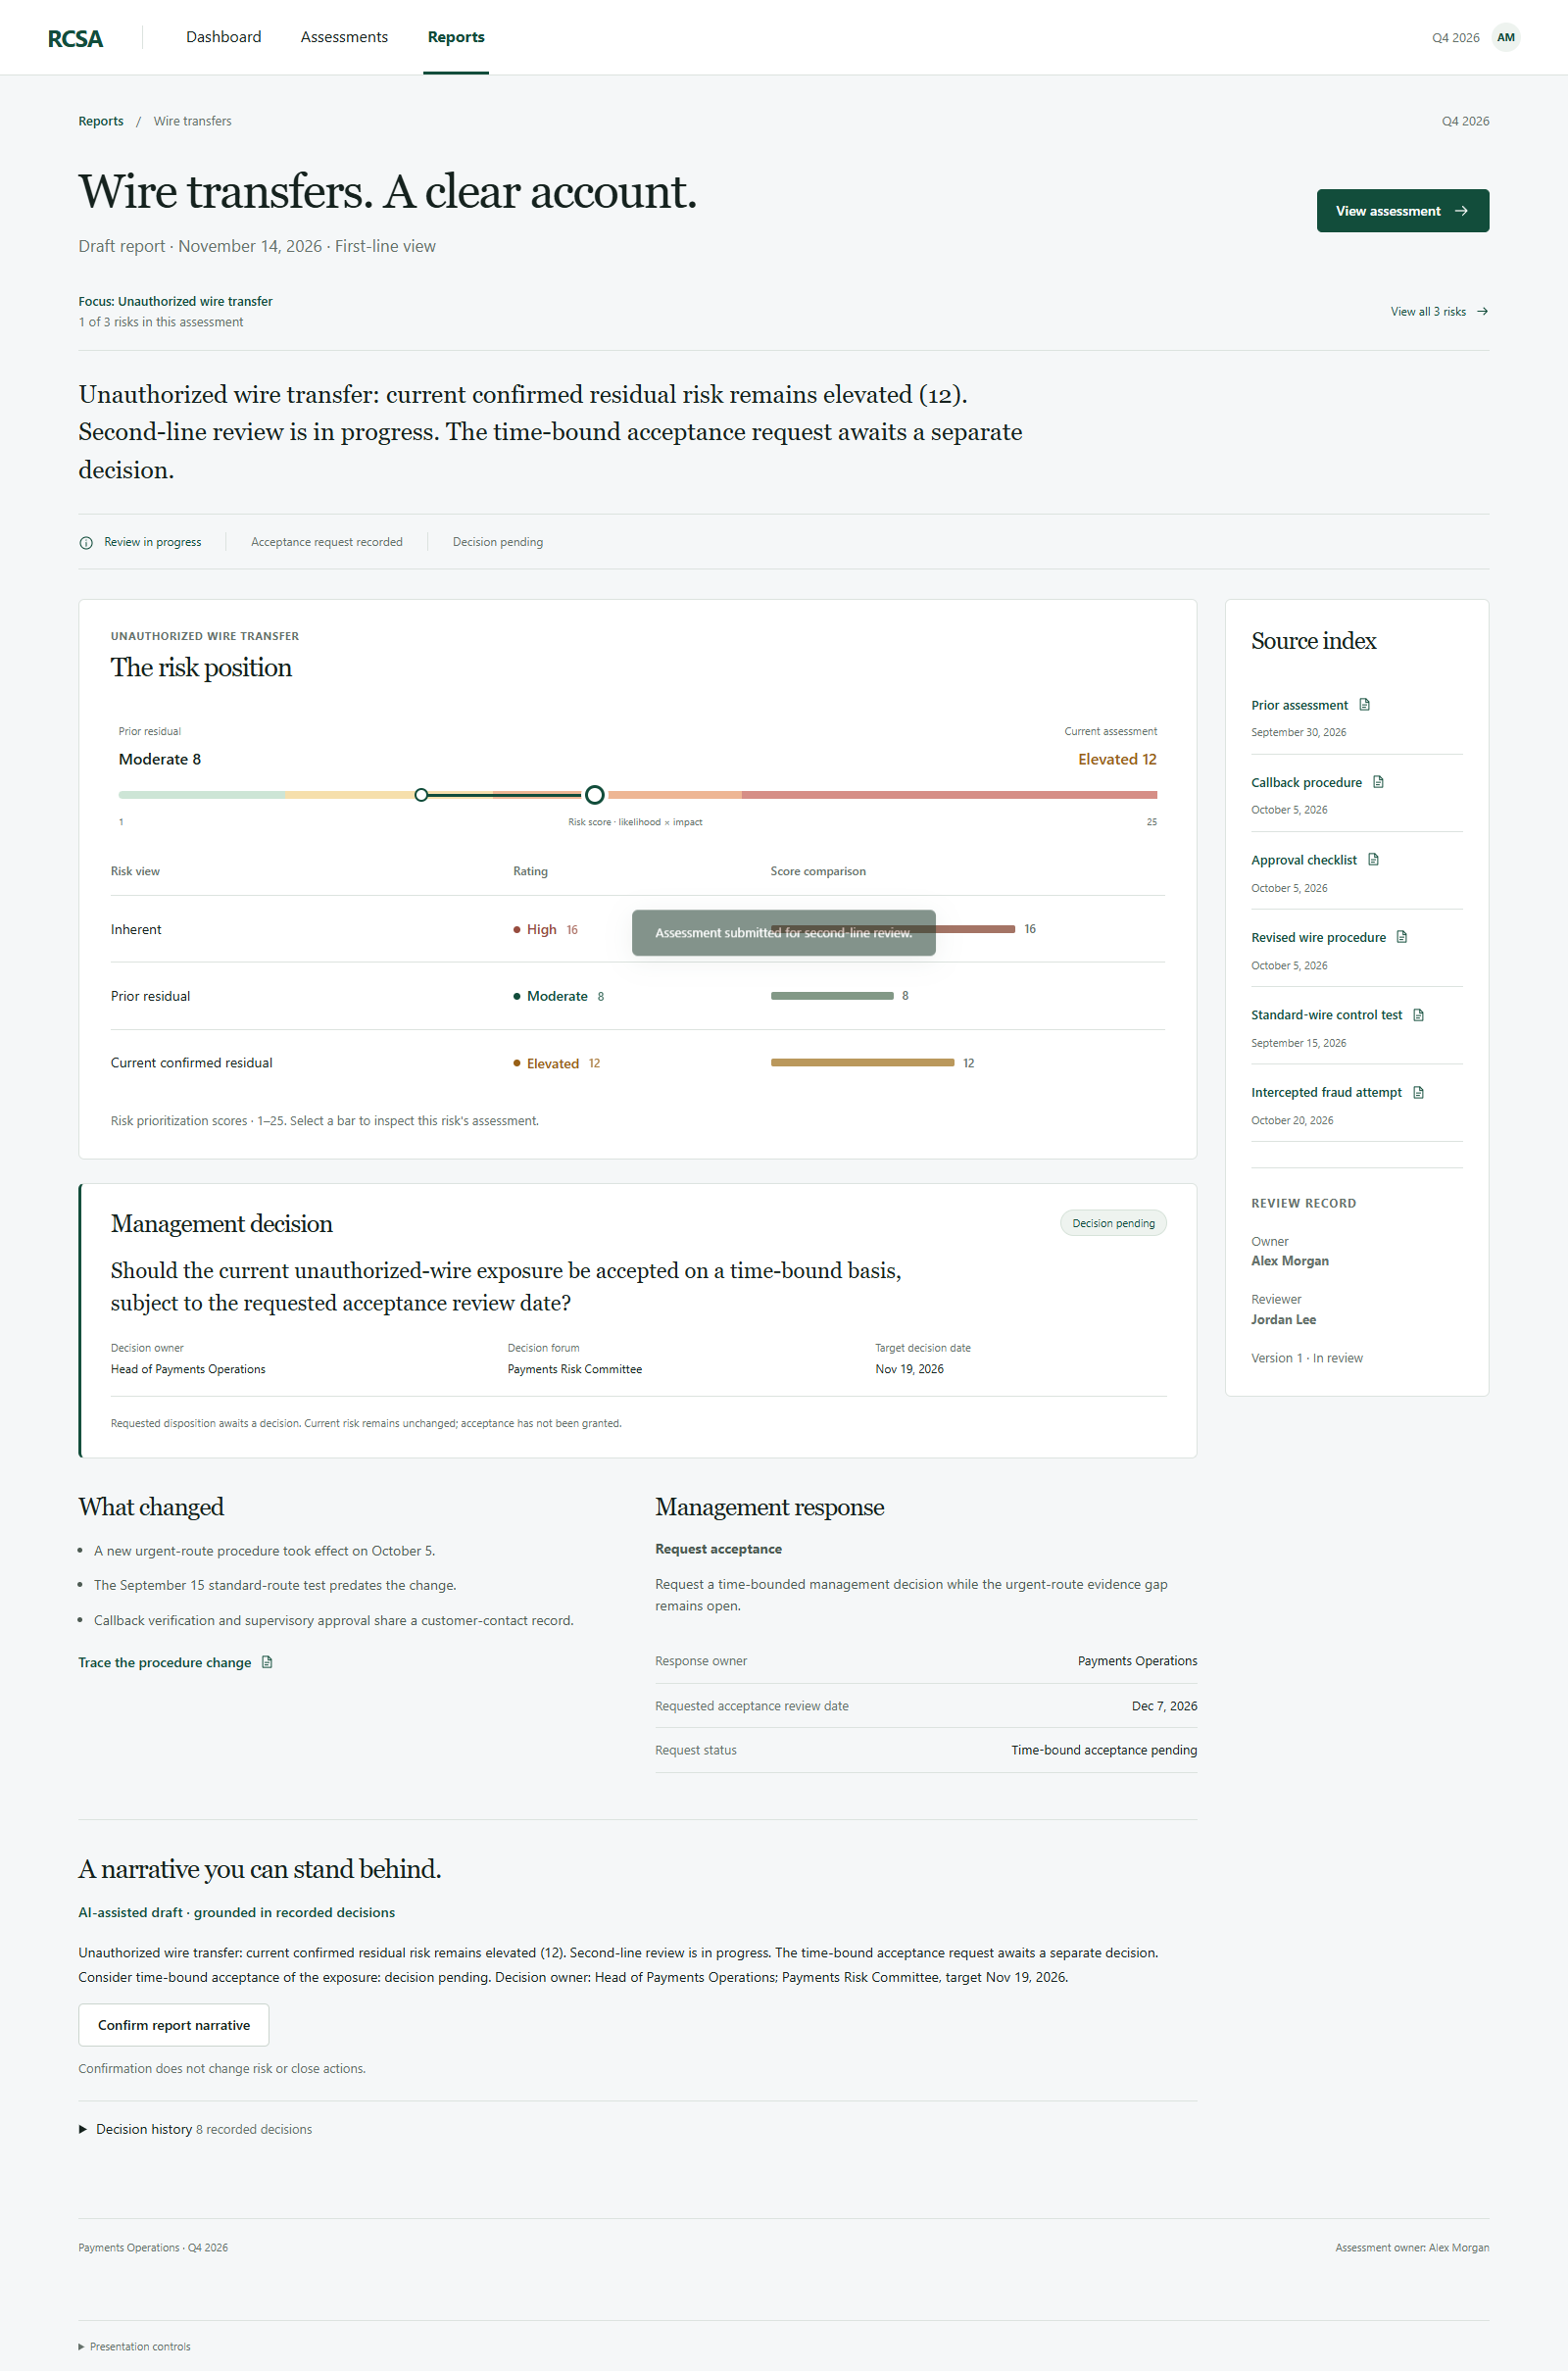 RCSA
Dashboard
Assessments
Reports
Q4 2026
AM
Reports / Wire transfers
Q4 2026
Wire transfers. A clear account.
Draft report · November 14, 2026 · First-line view
View assessment →
Focus: Unauthorized wire transfer
1 of 3 risks in this assessment
View all 3 risks →
Unauthorized wire transfer: current confirmed residual risk remains elevated (12).
Second-line review is in progress. The time-bound acceptance request awaits a separate
decision.
Review in progress
Acceptance request recorded
Decision pending
UNAUTHORIZED WIRE TRANSFER
The risk position
Prior residual
Current assessment
Moderate 8
Elevated 12
1
Risk score · likelihood × impact
25
Risk view
Rating
Score comparison
Inherent
High 16
16
Assessment submitted for second-line review.
Prior residual
Moderate 8
8
Current confirmed residual
Elevated 12
12
Risk prioritization scores · 1–25. Select a bar to inspect this risk's assessment.
Source index
Prior assessment
September 30, 2026
Callback procedure
October 5, 2026
Approval checklist
October 5, 2026
Revised wire procedure
October 5, 2026
Standard-wire control test
September 15, 2026
Intercepted fraud attempt
October 20, 2026
REVIEW RECORD
Owner
Alex Morgan
Reviewer
Jordan Lee
Version 1 · In review
Management decision
Decision pending
Should the current unauthorized-wire exposure be accepted on a time-bound basis,
subject to the requested acceptance review date?
Decision owner
Head of Payments Operations
Decision forum
Payments Risk Committee
Target decision date
Nov 19, 2026
Requested disposition awaits a decision. Current risk remains unchanged; acceptance has not been granted.
What changed
• A new urgent-route procedure took effect on October 5.
• The September 15 standard-route test predates the change.
• Callback verification and supervisory approval share a customer-contact record.
Trace the procedure change
Management response
Request acceptance
Request a time-bounded management decision while the urgent-route evidence gap
remains open.
Response owner
Payments Operations
Requested acceptance review date
Dec 7, 2026
Request status
Time-bound acceptance pending
A narrative you can stand behind.
AI-assisted draft · grounded in recorded decisions
Unauthorized wire transfer: current confirmed residual risk remains elevated (12). Second-line review is in progress. The time-bound acceptance request awaits a separate decision.
Consider time-bound acceptance of the exposure: decision pending. Decision owner: Head of Payments Operations; Payments Risk Committee, target Nov 19, 2026.
Confirm report narrative
Confirmation does not change risk or close actions.
Decision history 8 recorded decisions
Payments Operations · Q4 2026
Assessment owner: Alex Morgan
Presentation controls